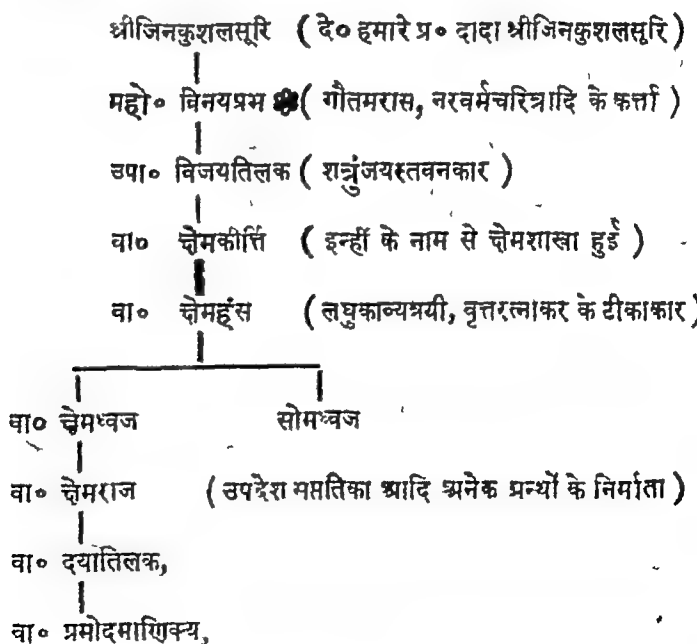 श्रीजिनकुशलसूरि ( दे० हमारे प्र० दादा श्रीजिनकुशलसूरि )
महो० विनयप्रभ ❀ ( गौतमरास, नरवर्मचरित्रादि के कर्त्ता )
उपा० विजयतिलक ( शत्रुंजयस्तवनकार )
वा० क्षेमकीर्त्ति ( इन्हीं के नाम से क्षेमशाखा हुई )
वा० क्षेमहंस ( लघुकाव्यत्रयी, वृत्तरत्नाकर के टीकाकार)
वा० क्षेमध्वज सोमध्वज
वा० क्षेमराज ( उपदेश सप्ततिका आदि अनेक ग्रन्थों के निर्माता )
वा० दयातिलक,
वा० प्रमोदमाणिक्य,